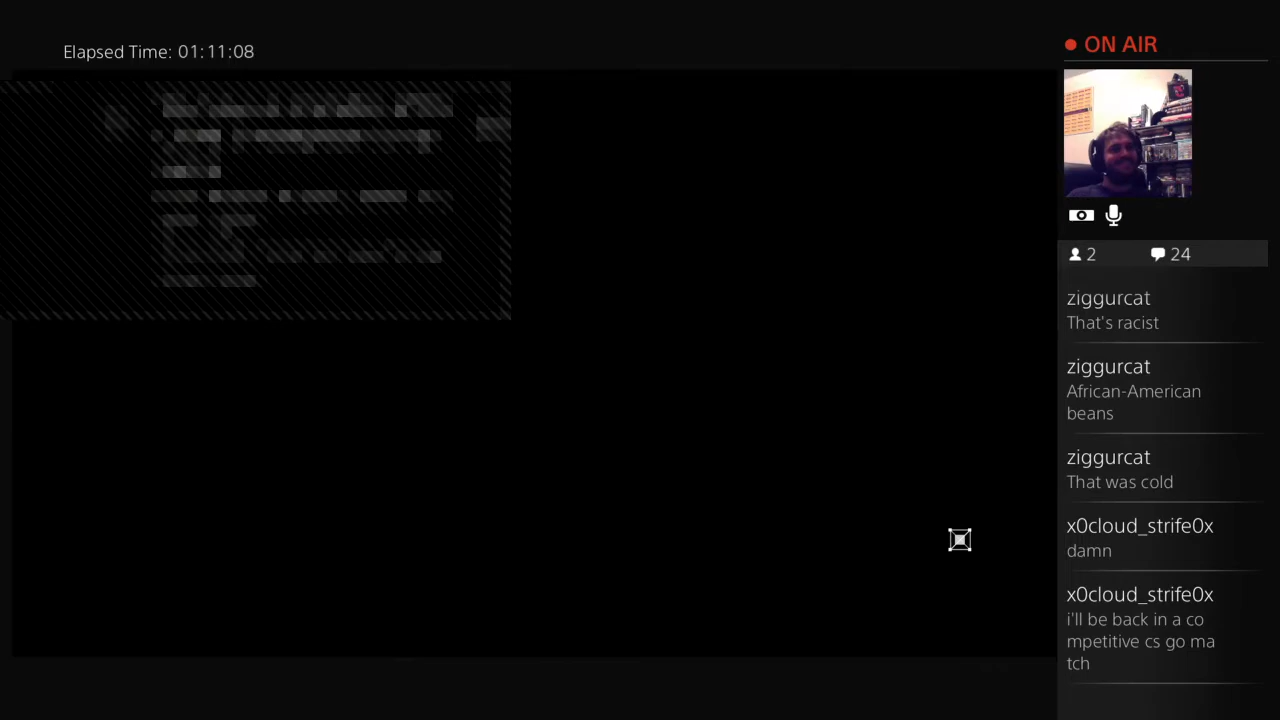 Elapsed Time: 01:11:08
ON AIR
2
24
ziggurcat
That's racist
ziggurcat
African-American
beans
ziggurcat
That was cold
x0cloud_strife0x
damn
x0cloud_strife0x
i'll be back in a co
mpetitive cs go ma
tch